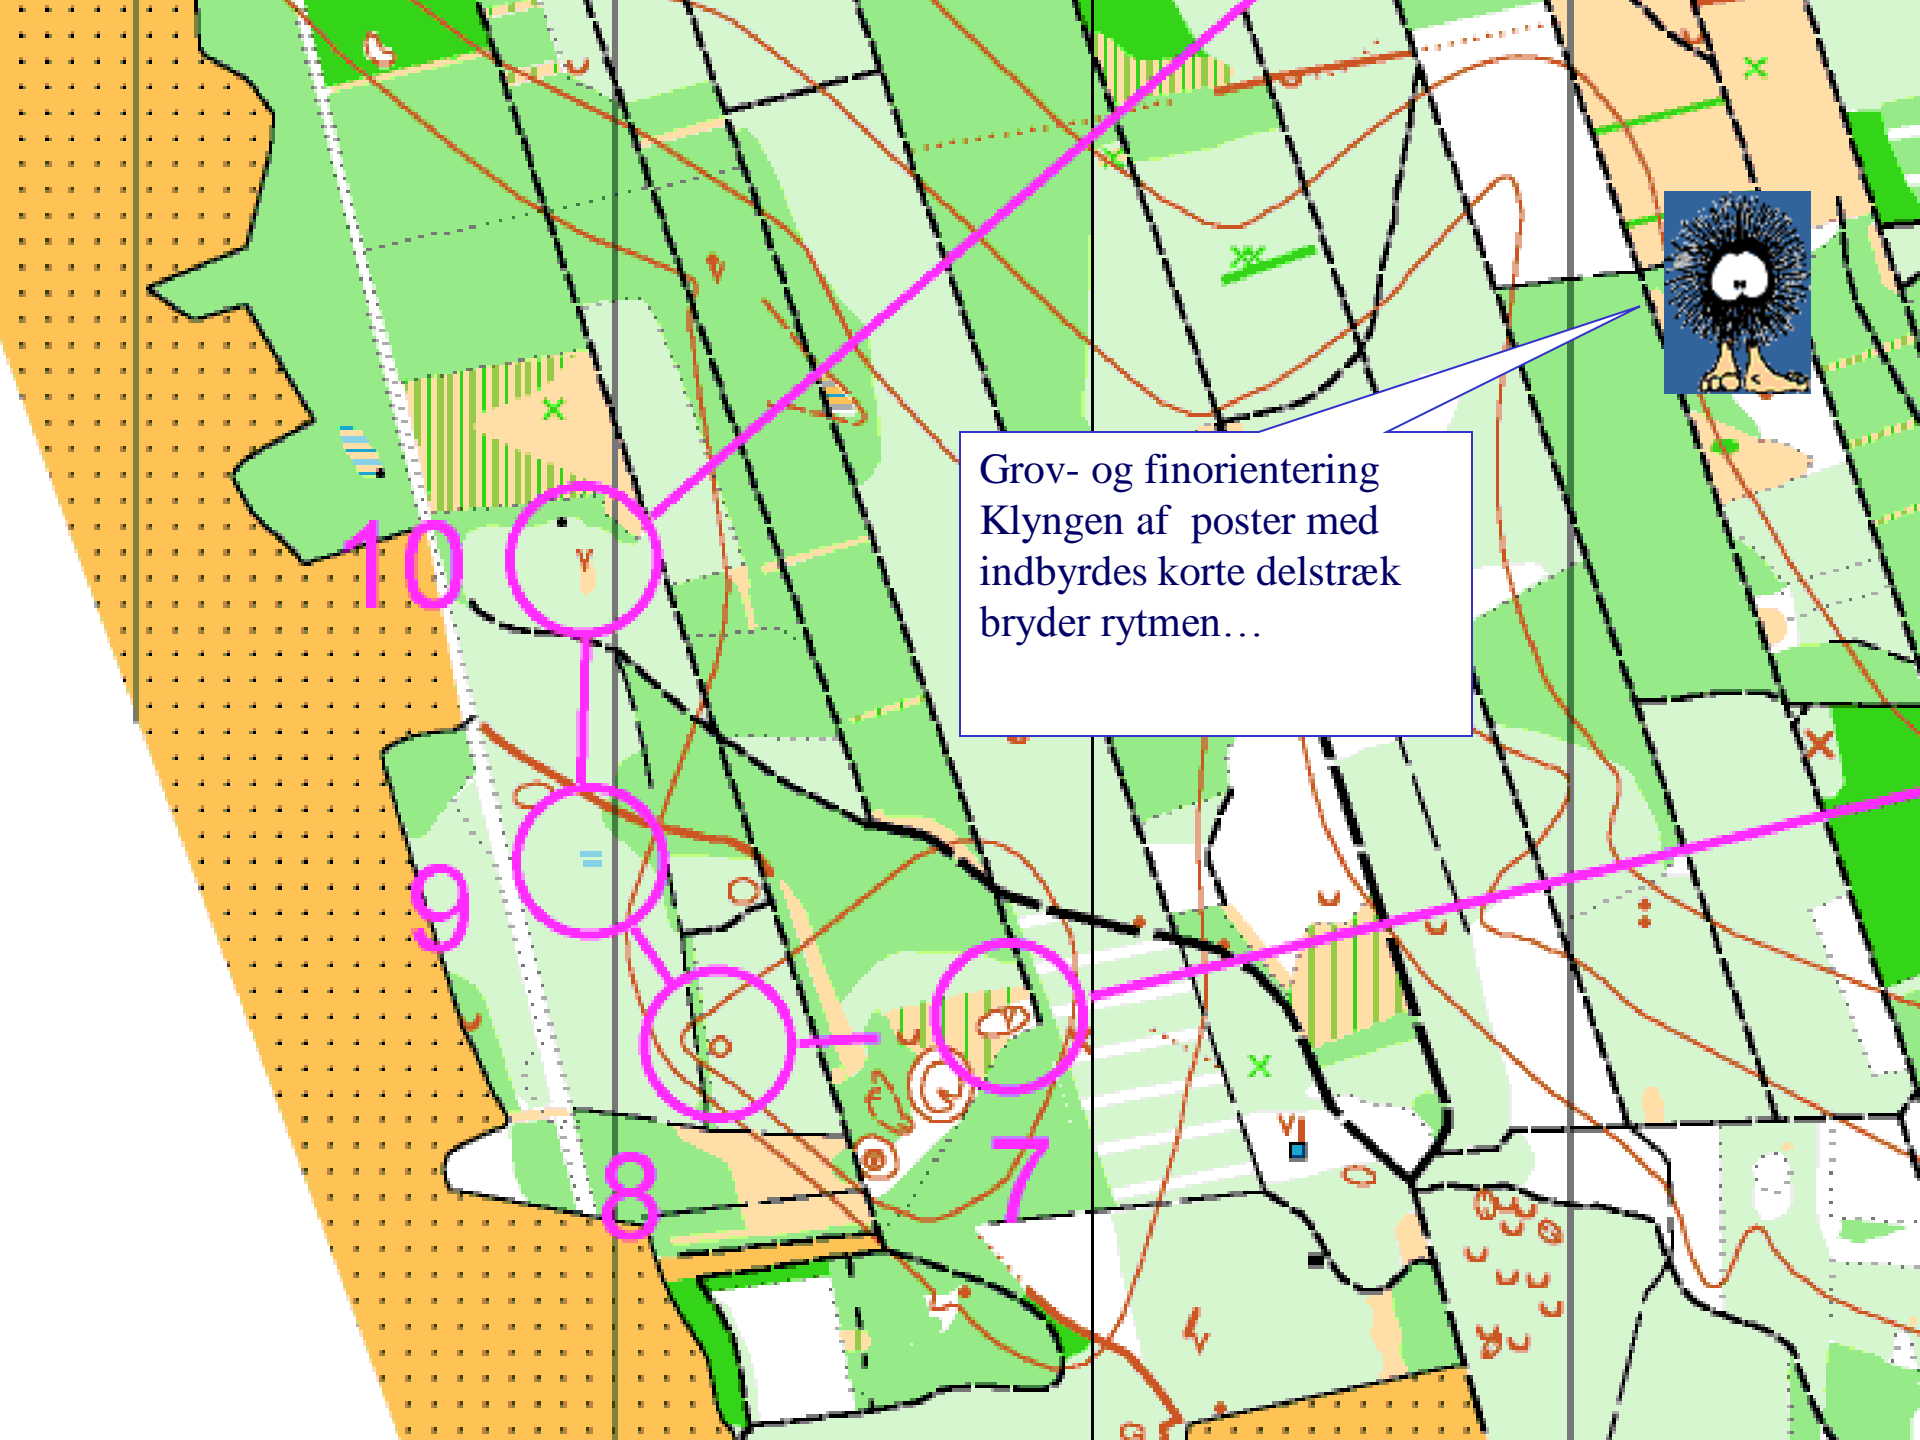 Grov- og finorientering
Klyngen af poster med
indbyrdes korte delstræk
bryder rytmen…
10
9
8
7